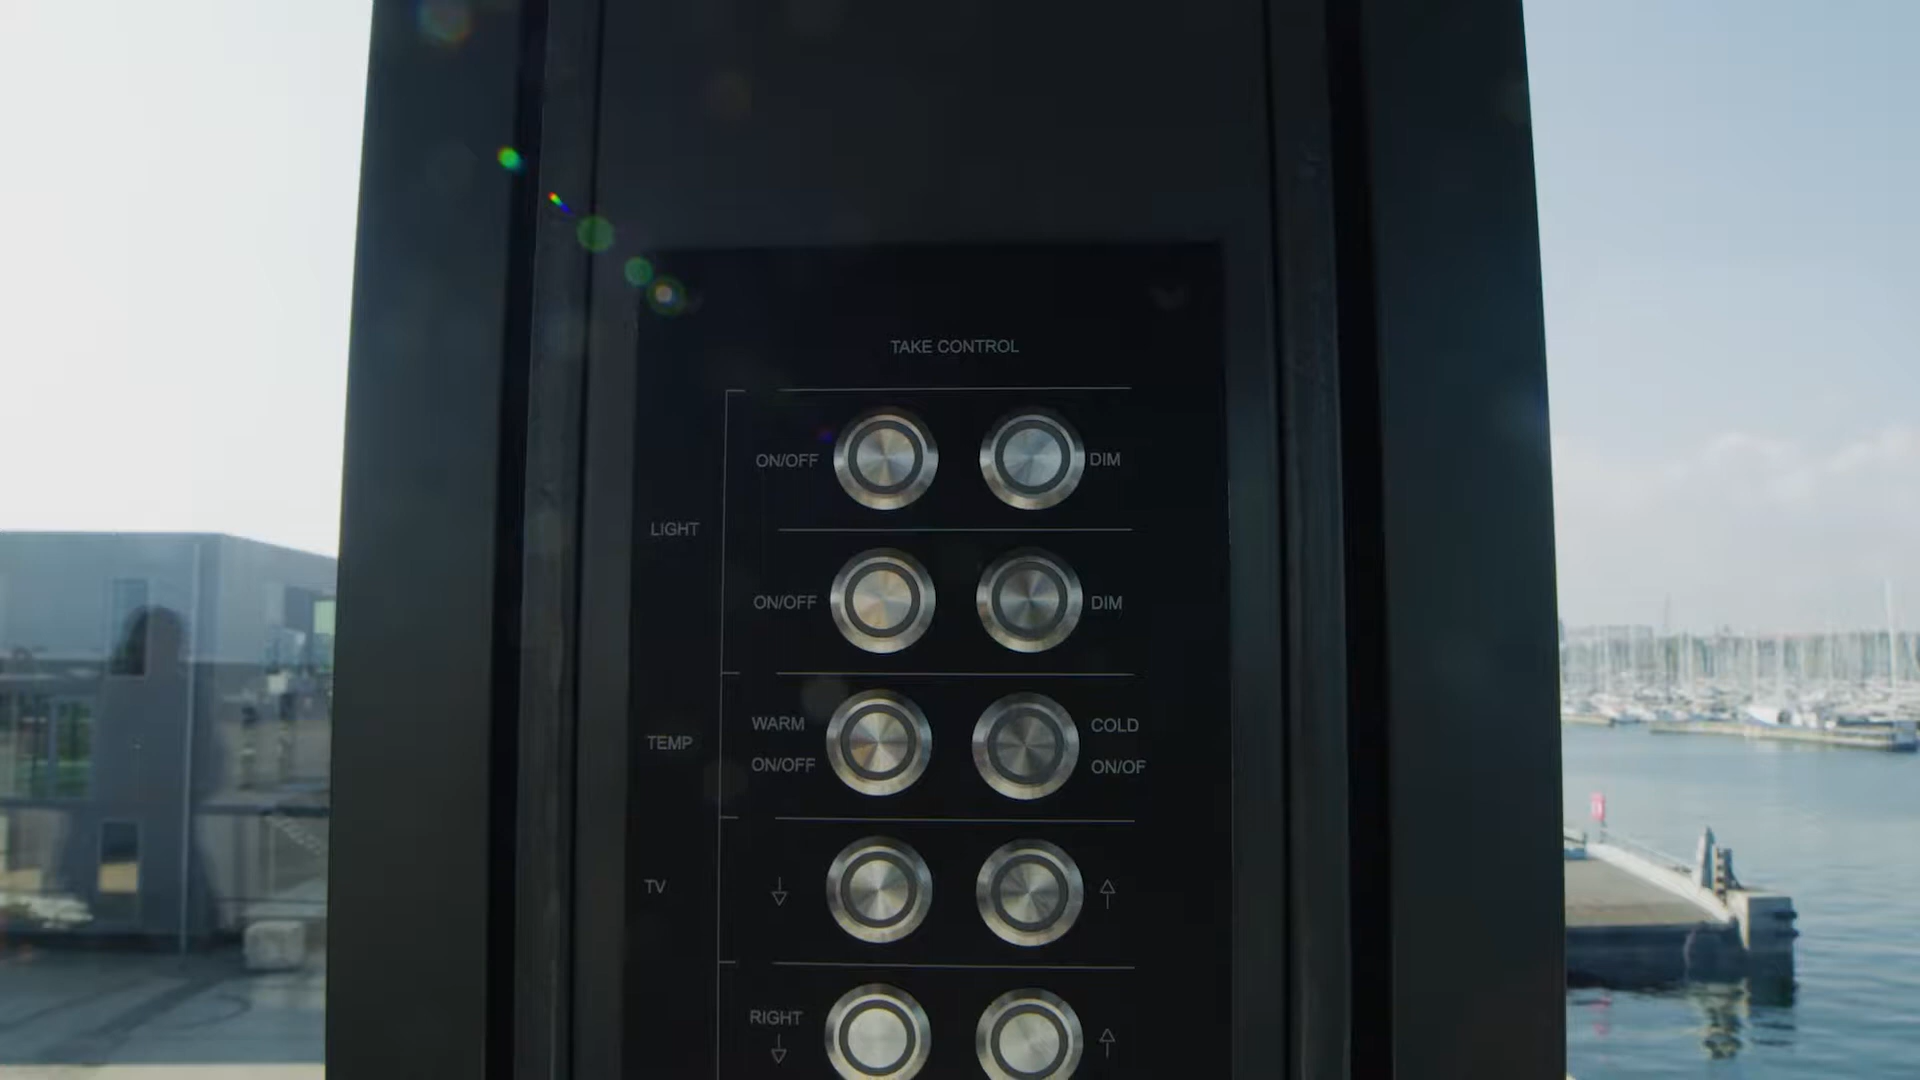 TAKE CONTROL
ON/OFF DIM
LIGHT
ON/OFF DIM
WARM COLD
TEMP
ON/OFF ON/OF
TV ↓ ↑
RIGHT
↓ ↑